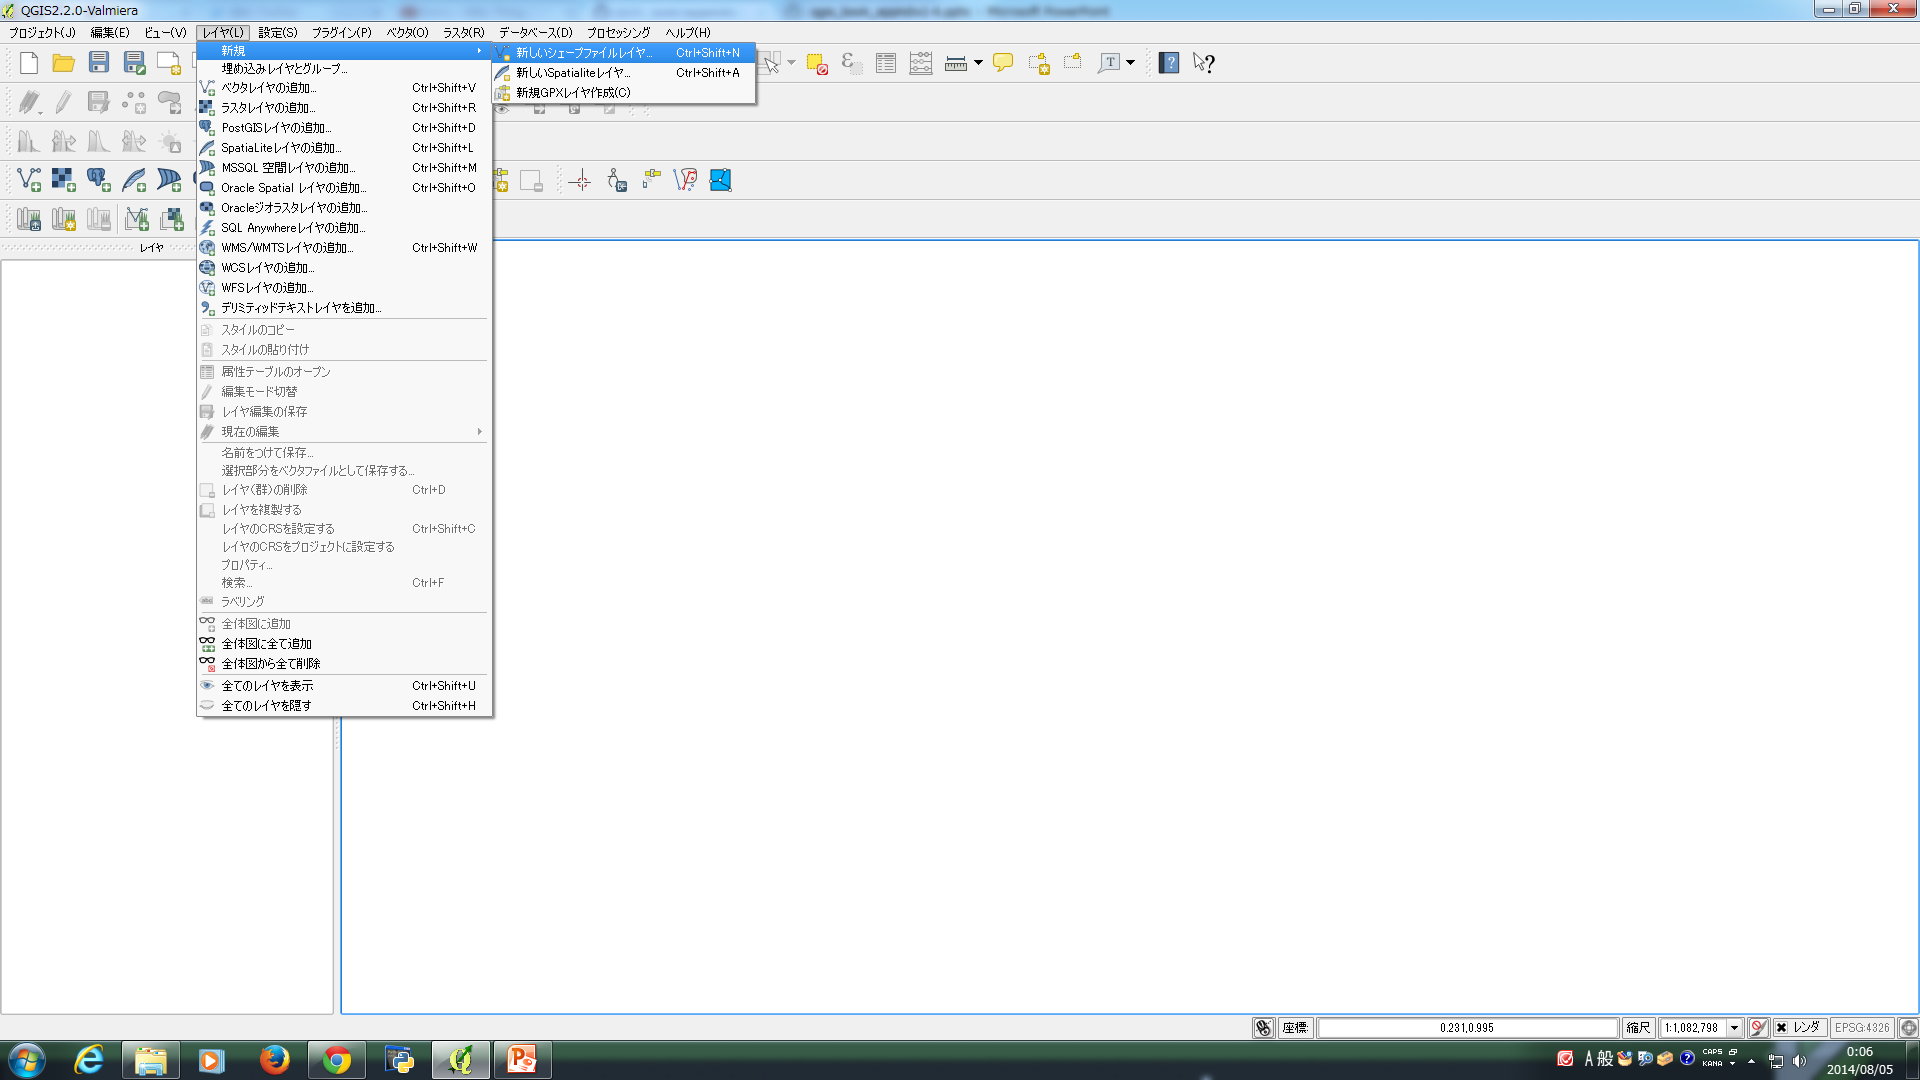 QGIS2.2.0-Valmiera
プロジェクト(J) 編集(E) ビュー(V) レイヤ(L) 設定(S) プラグイン(P) ベクタ(O) ラスタ(R) データベース(D) プロセッシング ヘルプ(H)
新規
新しいシェープファイルレイヤ... Ctrl+Shift+N
新しいSpatialiteレイヤ... Ctrl+Shift+A
新規GPXレイヤ作成(C)
埋め込みレイヤとグループ...
ベクタレイヤの追加... Ctrl+Shift+V
ラスタレイヤの追加... Ctrl+Shift+R
PostGISレイヤの追加... Ctrl+Shift+D
SpatiaLiteレイヤの追加... Ctrl+Shift+L
MSSQL 空間レイヤの追加... Ctrl+Shift+M
Oracle Spatial レイヤの追加... Ctrl+Shift+O
Oracleジオラスタレイヤの追加...
SQL Anywhereレイヤの追加...
WMS/WMTSレイヤの追加... Ctrl+Shift+W
WCSレイヤの追加...
WFSレイヤの追加...
デリミティッドテキストレイヤを追加...
スタイルのコピー
スタイルの貼り付け
属性テーブルのオープン
編集モード切替
レイヤ編集の保存
現在の編集
名前をつけて保存...
選択部分をベクタファイルとして保存する...
レイヤ(群)の削除 Ctrl+D
レイヤを複製する
レイヤのCRSを設定する Ctrl+Shift+C
レイヤのCRSをプロジェクトに設定する
プロパティ...
検索... Ctrl+F
ラベリング
全体図に追加
全体図に全て追加
全体図から全て削除
全てのレイヤを表示 Ctrl+Shift+U
全てのレイヤを隠す Ctrl+Shift+H
レイヤ
座標: 0.231,0.995 縮尺 1:1,082,798 レンダ EPSG:4326
A 般 CAPS KANA
0:06
2014/08/05